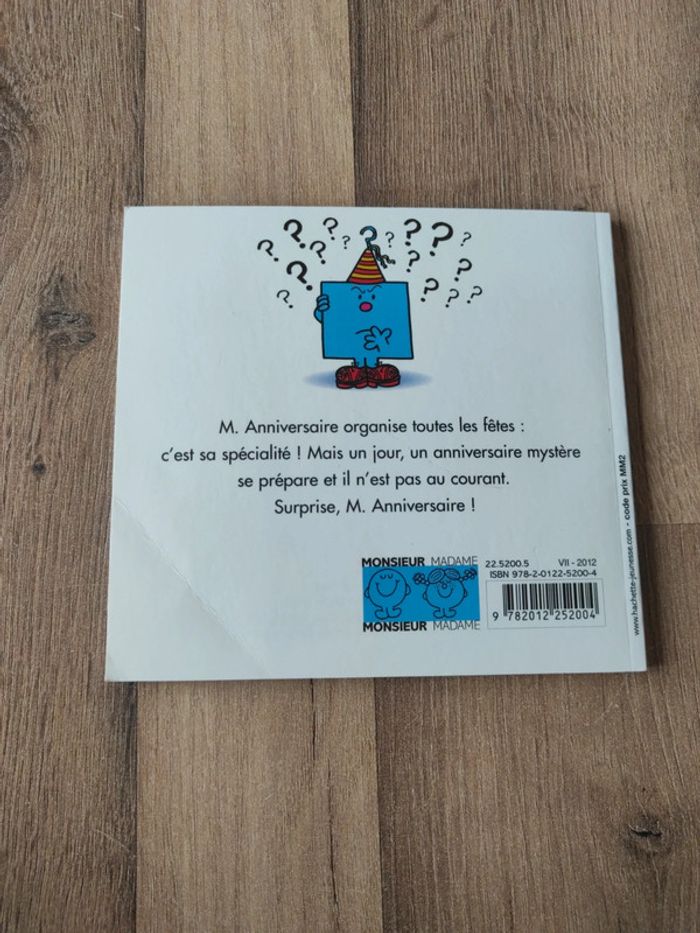 M. Anniversaire organise toutes les fêtes :
c'est sa spécialité ! Mais un jour, un anniversaire mystère
se prépare et il n'est pas au courant.
Surprise, M. Anniversaire !
MONSIEUR MADAME
MONSIEUR MADAME
22.5200.5 VII - 2012
ISBN 978-2-0122-5200-4
9 782012 252004
www.hachette-jeunesse.com - code prix MM2